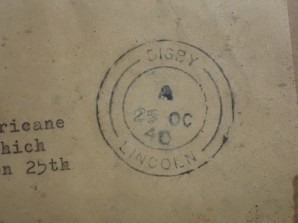 DIGBY
A
25 OC
40
LINCOLN
ricane
hich
n 25th